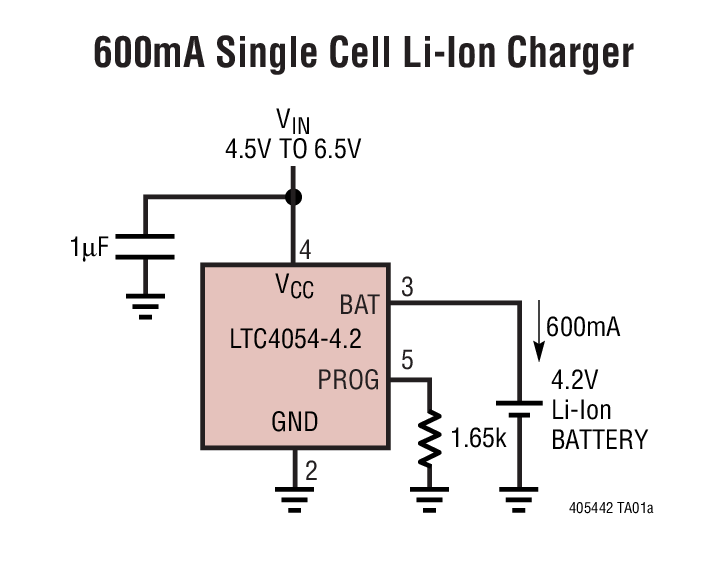 600mA Single Cell Li-Ion Charger
VIN
4.5V TO 6.5V
1µF
4
VCC
BAT
3
LTC4054-4.2
600mA
PROG
5
4.2V
Li-Ion
BATTERY
GND
1.65k
2
405442 TA01a